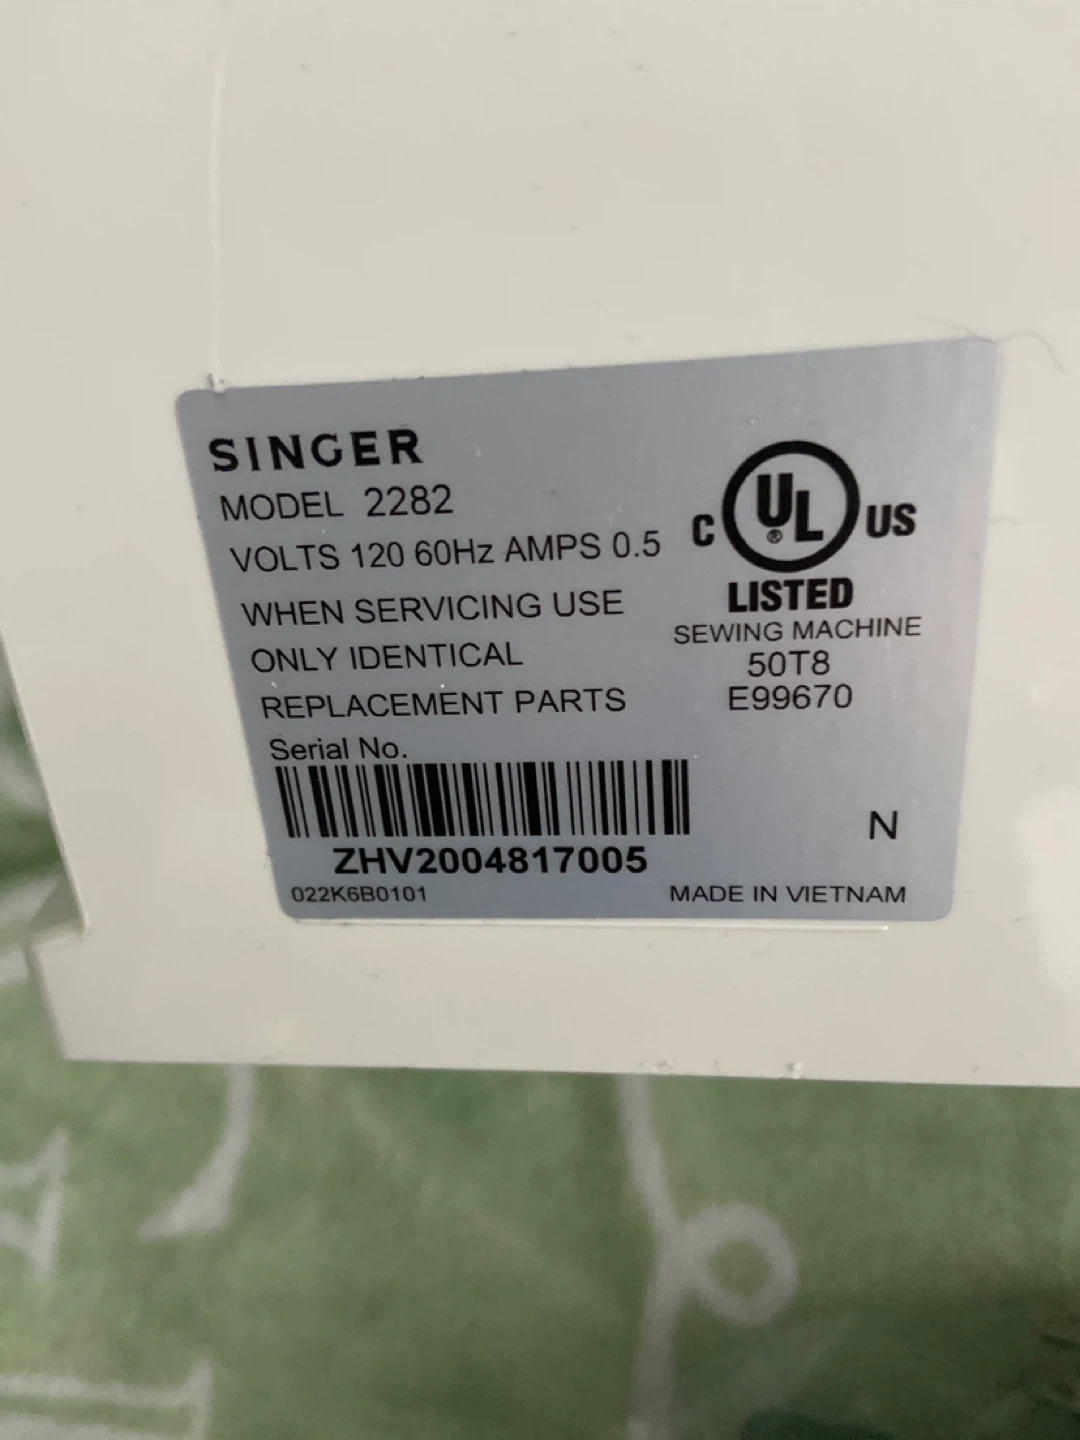 SINGER
MODEL 2282
VOLTS 120 60Hz AMPS 0.5
WHEN SERVICING USE
ONLY IDENTICAL
REPLACEMENT PARTS
Serial No.
ZHV2004817005
022K6B0101
C UL® US
LISTED
SEWING MACHINE
50T8
E99670
N
MADE IN VIETNAM